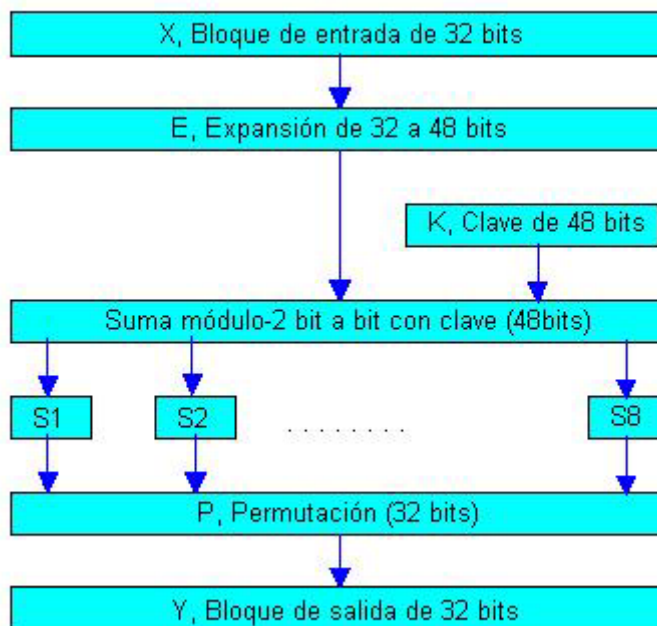 X, Bloque de entrada de 32 bits
E, Expansión de 32 a 48 bits
K, Clave de 48 bits
Suma módulo-2 bit a bit con clave (48bits)
S1 S2 . . . . . . . . S8
P, Permutación (32 bits)
Y, Bloque de salida de 32 bits